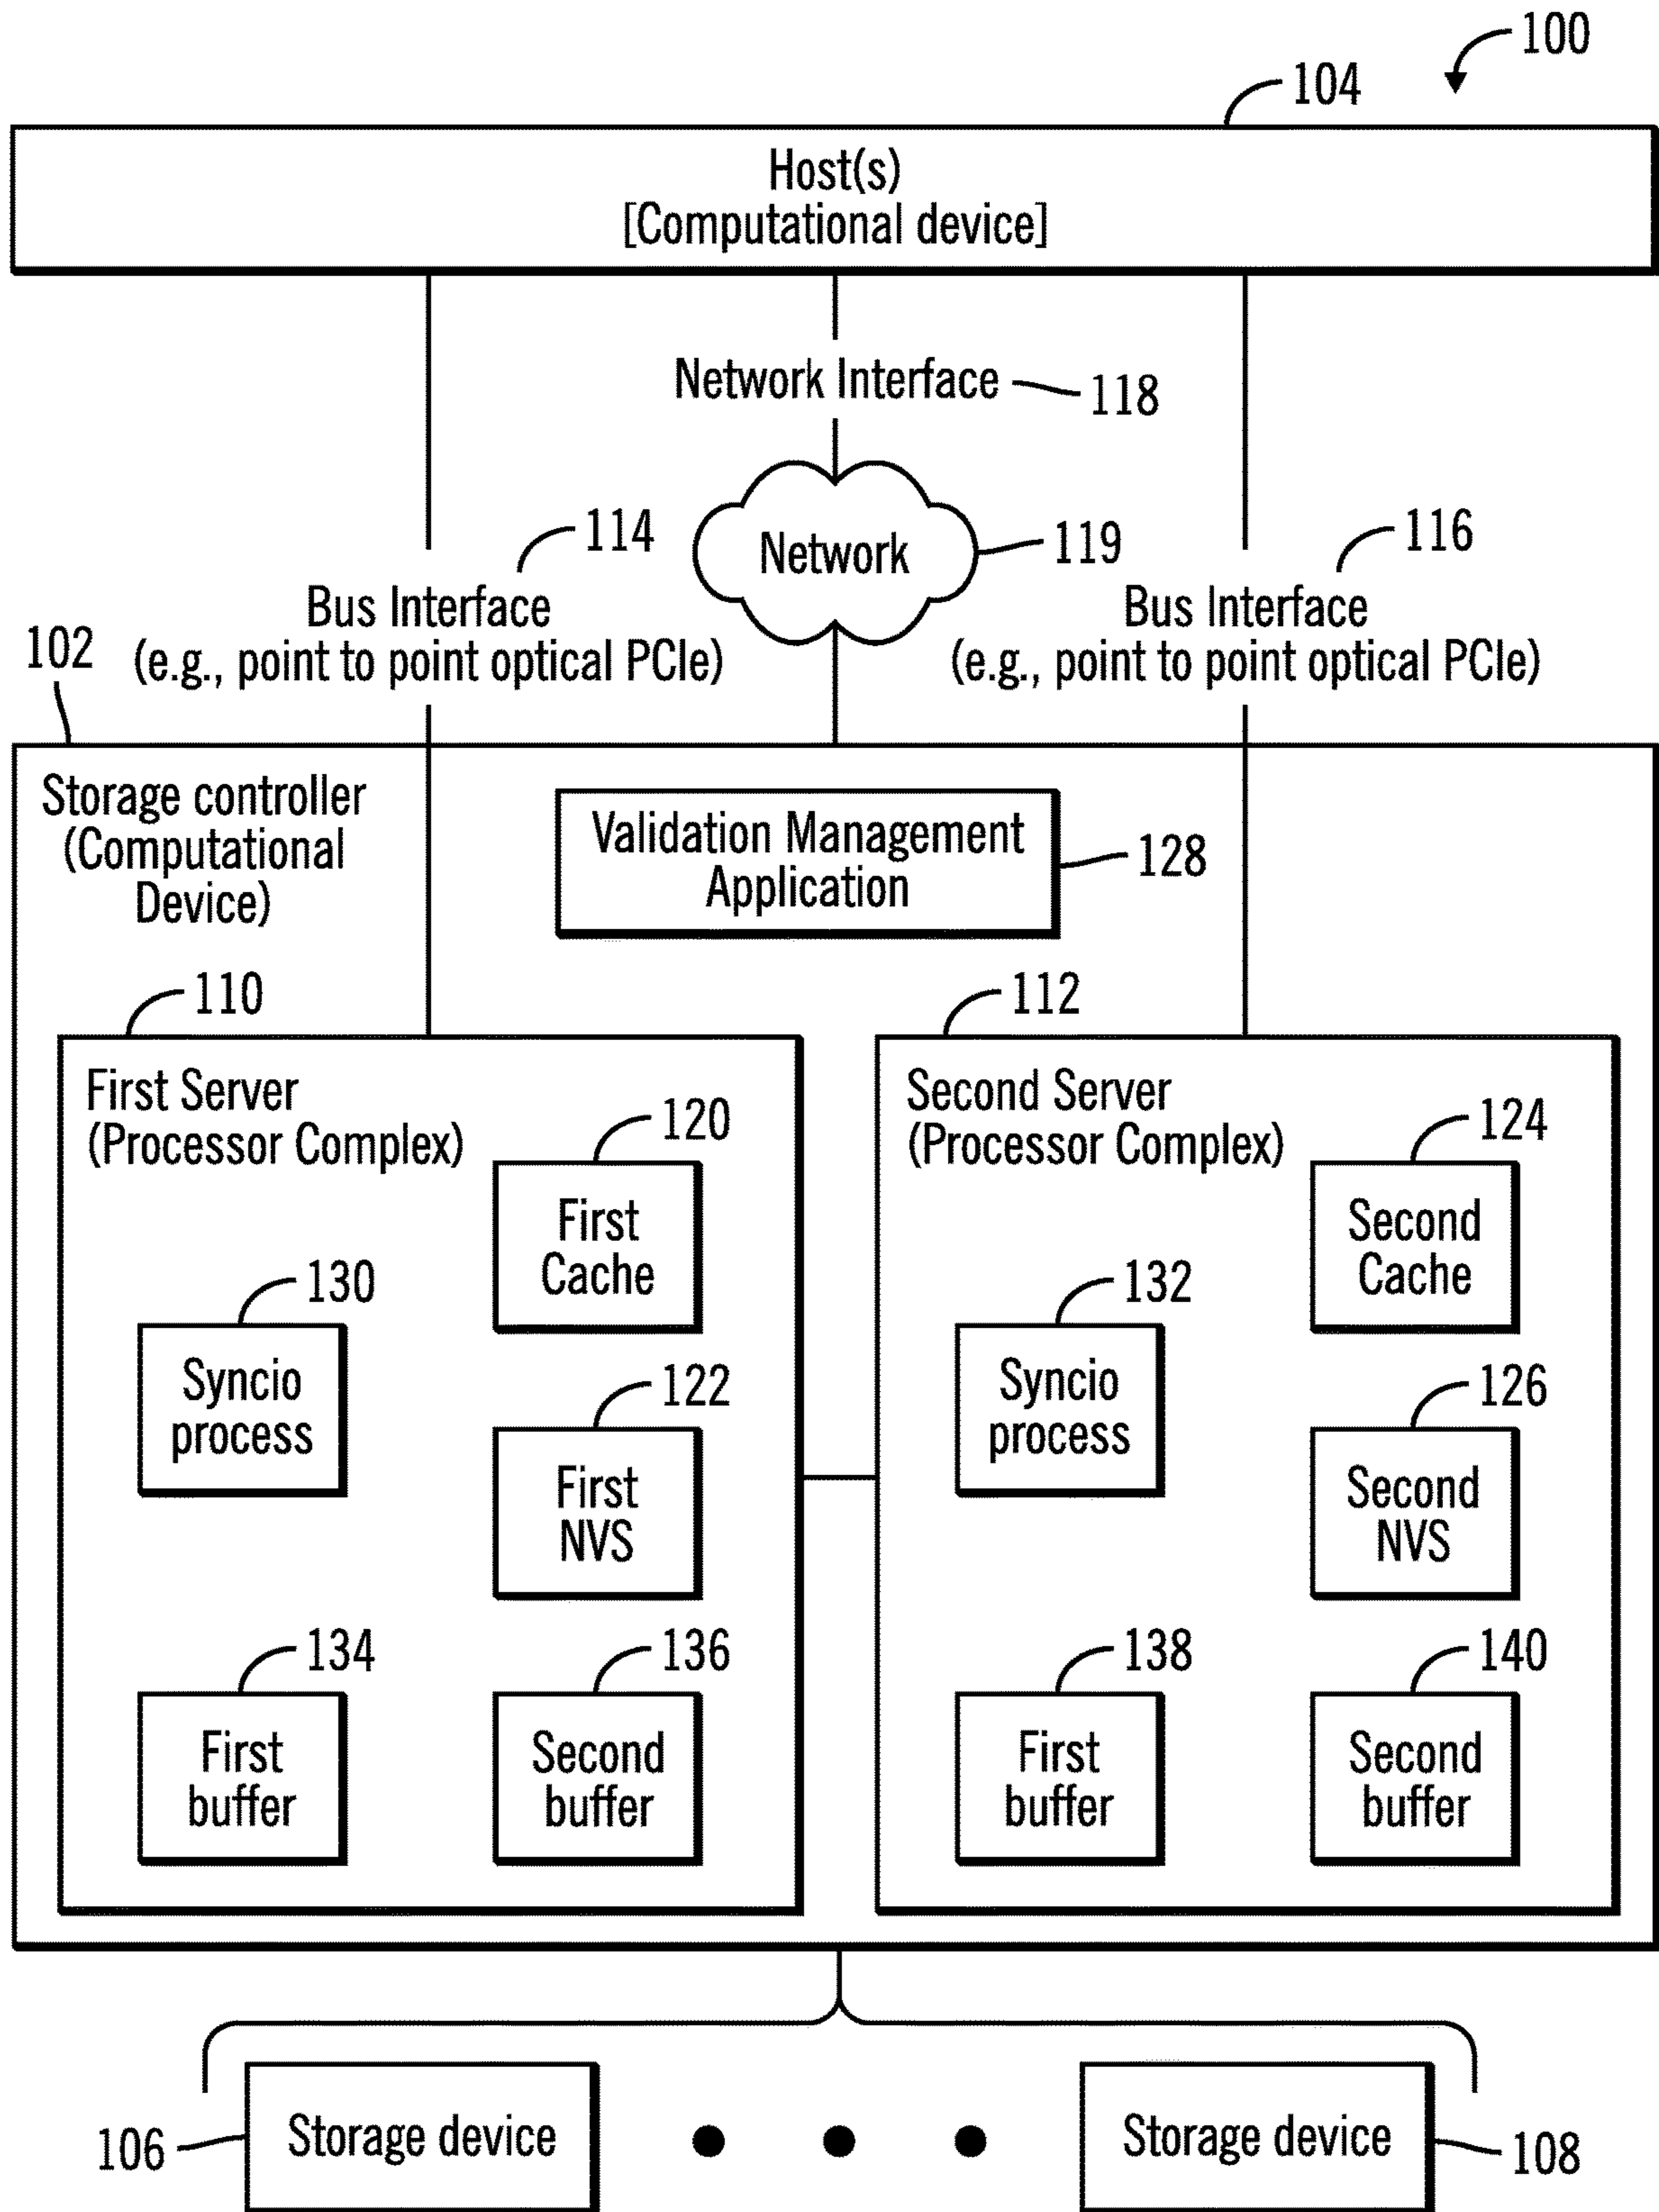 100
104
Host(s)
[Computational device]
Network Interface
118
114
Network
119
116
Bus Interface
(e.g., point to point optical PCIe)
Bus Interface
(e.g., point to point optical PCIe)
102
Storage controller
(Computational
Device)
Validation Management
Application
128
110
112
First Server
(Processor Complex)
120
First
Cache
130
Syncio
process
122
First
NVS
134
First
buffer
136
Second
buffer
Second Server
(Processor Complex)
124
Second
Cache
132
Syncio
process
126
Second
NVS
138
First
buffer
140
Second
buffer
106
Storage device
Storage device
108